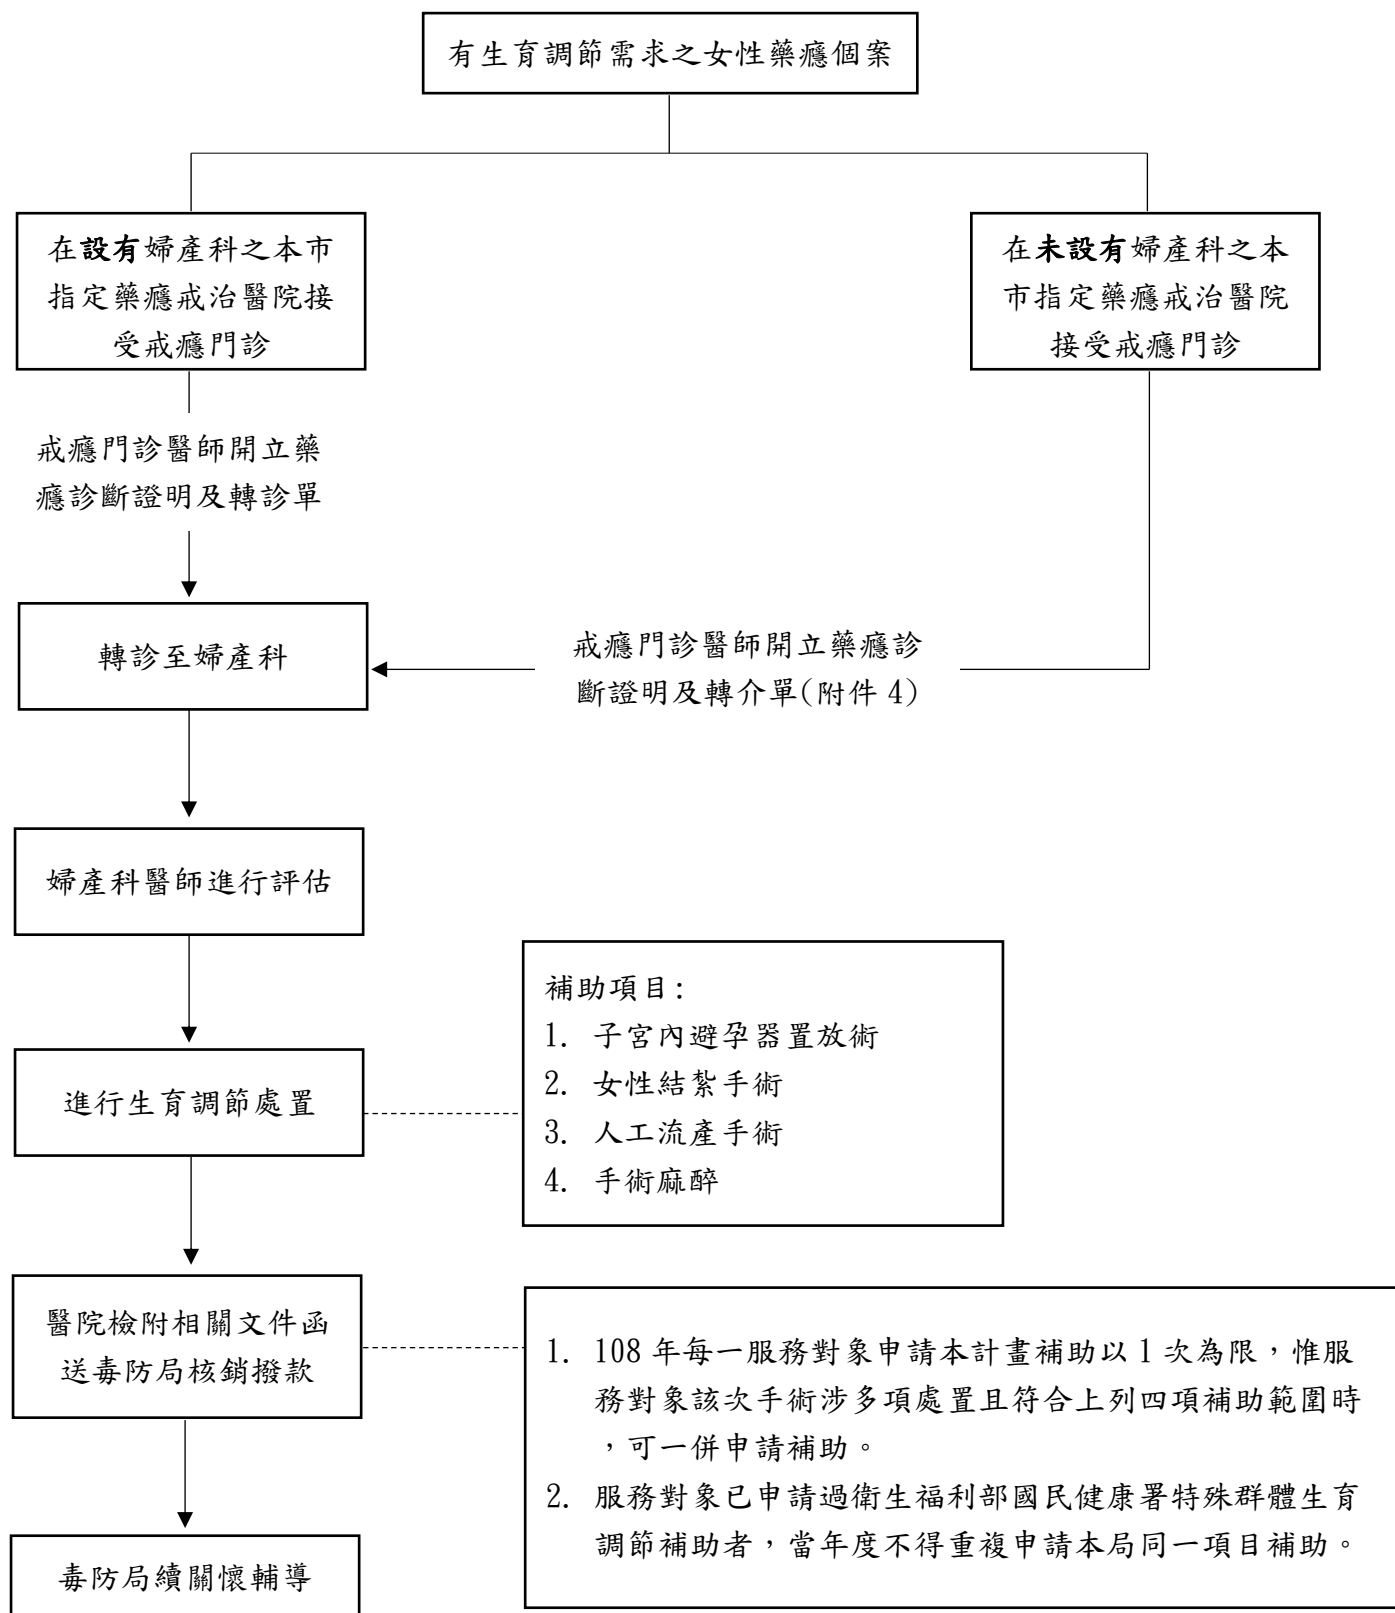 有生育調節需求之女性藥癮個案
在設有婦產科之本市
指定藥癮戒治醫院接
受戒癮門診
在未設有婦產科之本
市指定藥癮戒治醫院
接受戒癮門診
戒癮門診醫師開立藥
癮診斷證明及轉診單
轉診至婦產科
戒癮門診醫師開立藥癮診
斷證明及轉介單(附件 4)
婦產科醫師進行評估
補助項目:
1. 子宮內避孕器置放術
2. 女性結紮手術
3. 人工流產手術
4. 手術麻醉
進行生育調節處置
醫院檢附相關文件函
送毒防局核銷撥款
1. 108 年每一服務對象申請本計畫補助以 1 次為限，惟服
務對象該次手術涉多項處置且符合上列四項補助範圍時
，可一併申請補助。
2. 服務對象已申請過衛生福利部國民健康署特殊群體生育
調節補助者，當年度不得重複申請本局同一項目補助。
毒防局續關懷輔導